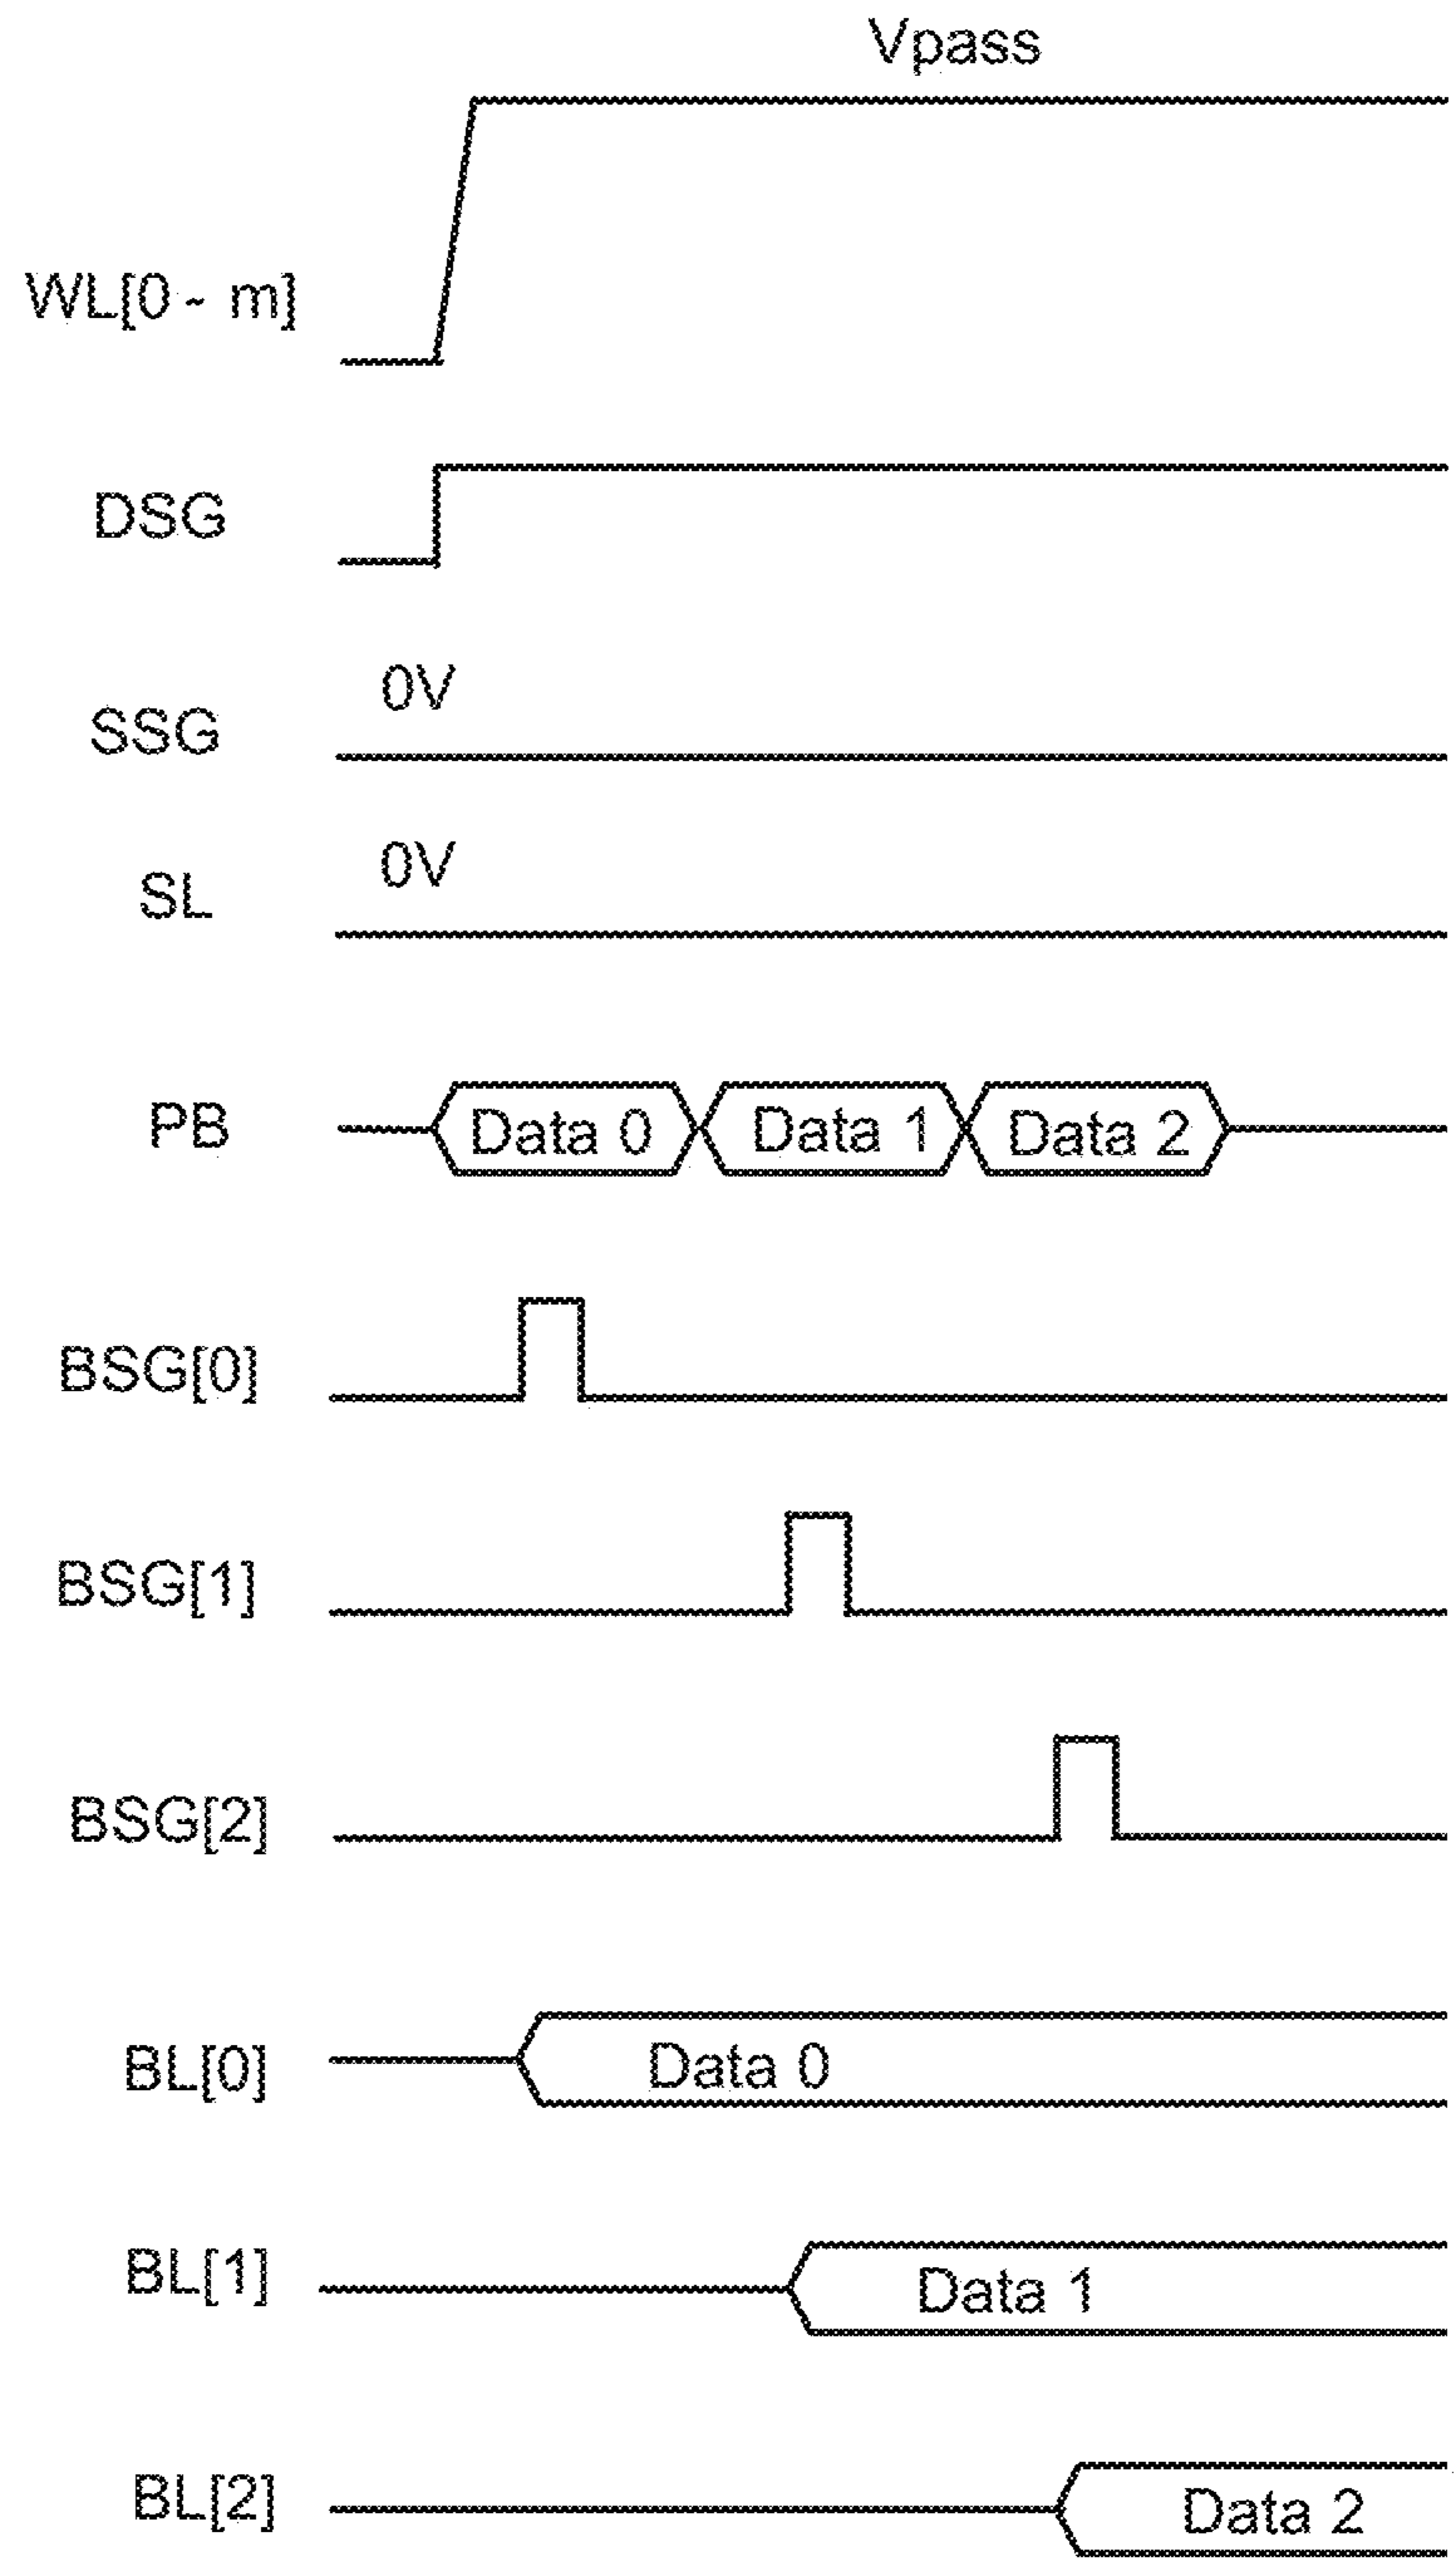 Vpass
WL[0 ~ m]
DSG
0V
SSG
0V
SL
PB Data 0 Data 1 Data 2
BSG[0]
BSG[1]
BSG[2]
BL[0] Data 0
BL[1] Data 1
BL[2] Data 2